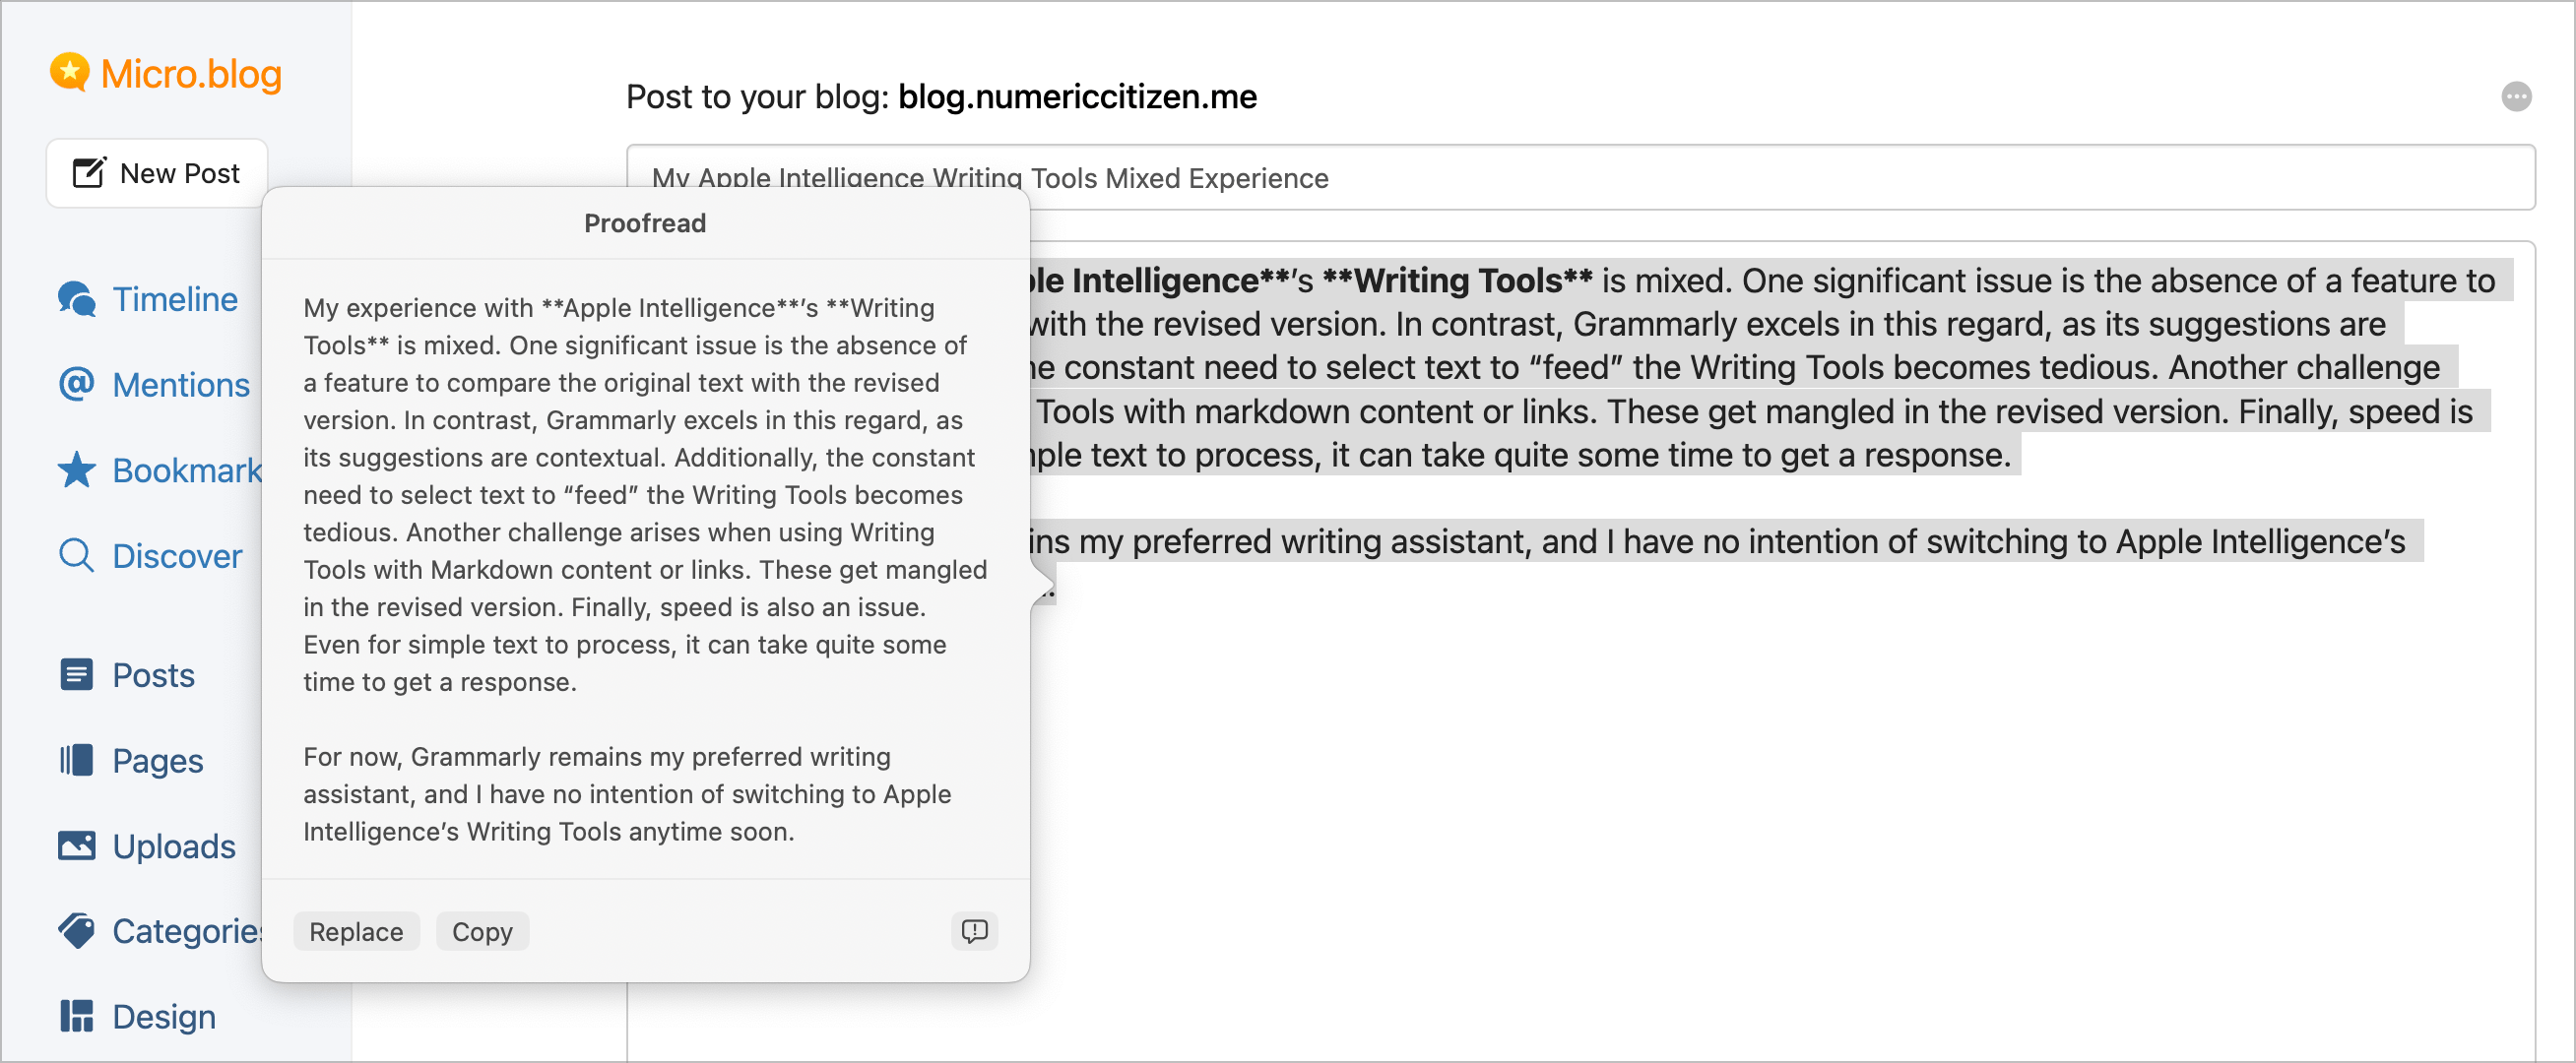 Micro.blog
New Post
Timeline
Mentions
Bookmark
Discover
Posts
Pages
Uploads
Categories
Design
Post to your blog: blog.numericcitizen.me
My Apple Intelligence Writing Tools Mixed Experience
Proofread
My experience with **Apple Intelligence**’s **Writing
Tools** is mixed. One significant issue is the absence of
a feature to compare the original text with the revised
version. In contrast, Grammarly excels in this regard, as
its suggestions are contextual. Additionally, the constant
need to select text to “feed” the Writing Tools becomes
tedious. Another challenge arises when using Writing
Tools with Markdown content or links. These get mangled
in the revised version. Finally, speed is also an issue.
Even for simple text to process, it can take quite some
time to get a response.
For now, Grammarly remains my preferred writing
assistant, and I have no intention of switching to Apple
Intelligence’s Writing Tools anytime soon.
Replace
Copy
Intelligence**’s **Writing Tools** is mixed. One significant issue is the absence of a feature to
with the revised version. In contrast, Grammarly excels in this regard, as its suggestions are
constant need to select text to “feed” the Writing Tools becomes tedious. Another challenge
Tools with markdown content or links. These get mangled in the revised version. Finally, speed is
text to process, it can take quite some time to get a response.
my preferred writing assistant, and I have no intention of switching to Apple Intelligence’s